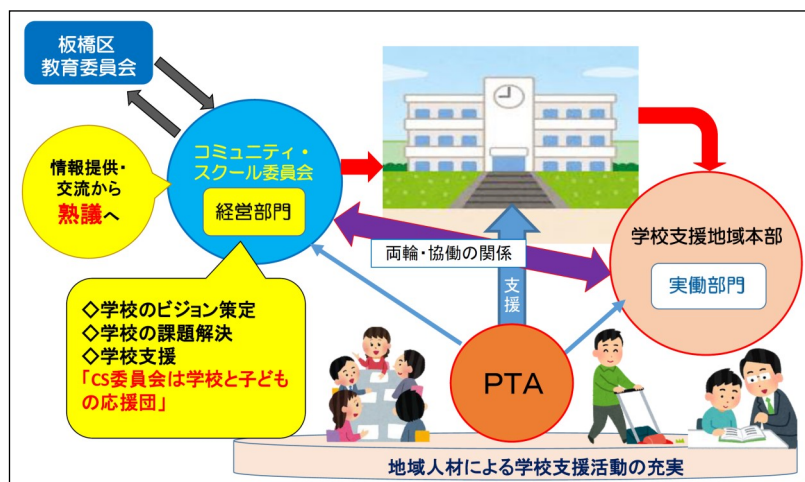 板橋区
教育委員会
コミュニティ・
スクール委員会
経営部門
情報提供・
交流から
熟議へ
両輪・協働の関係
学校支援地域本部
実働部門
◇学校のビジョン策定
◇学校の課題解決
◇学校支援
「CS委員会は学校と子ども
の応援団」
支援
PTA
地域人材による学校支援活動の充実